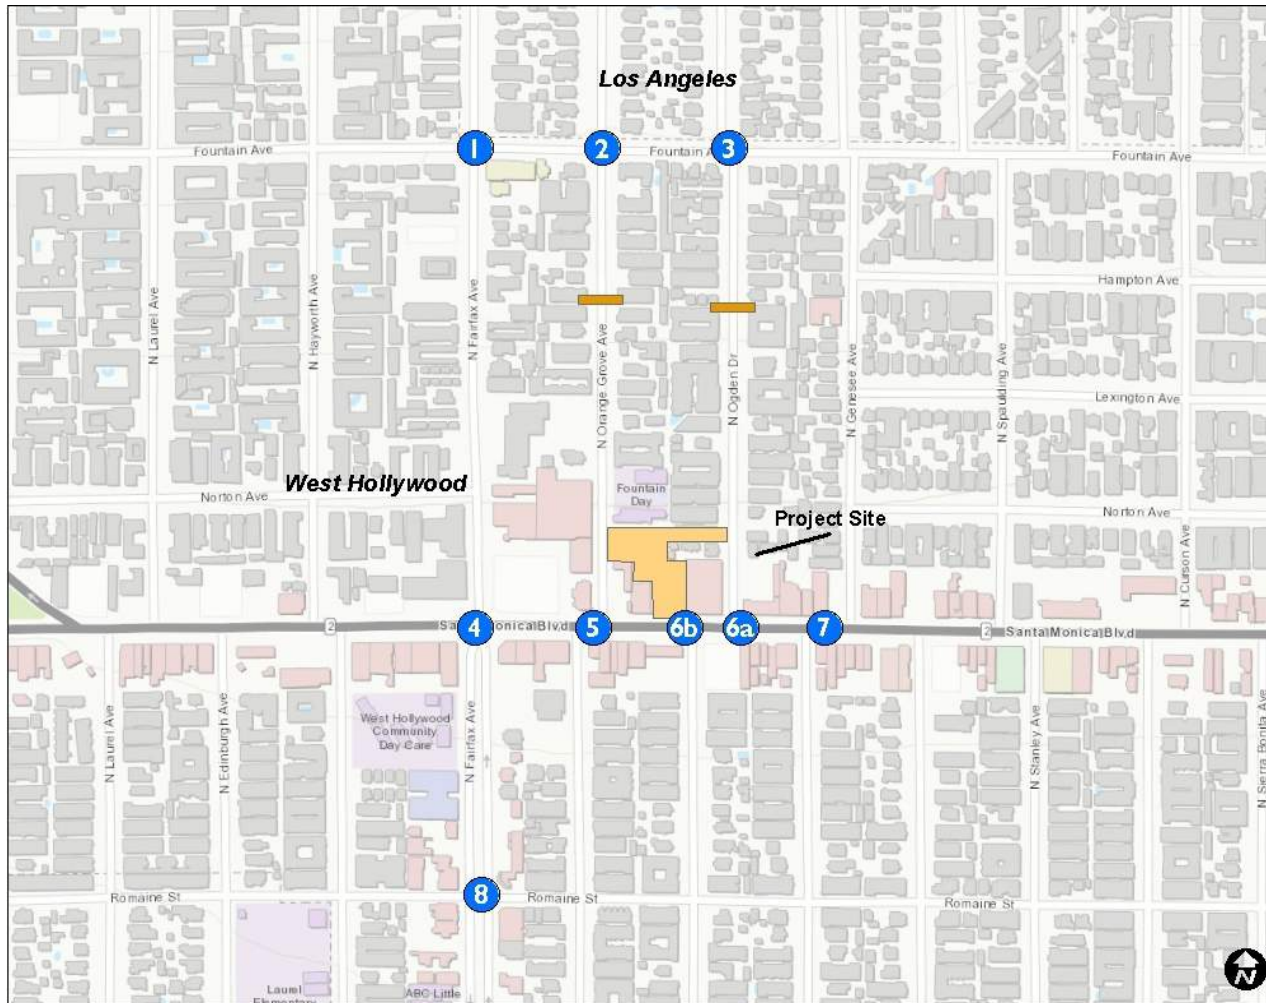 Los Angeles
1
2
3
Fountain Ave
Fountain A
Fountain Ave
N Laurel Ave
N Hayworth Ave
N Fairfax Ave
N Orange Grove Ave
N Ogden Dr
N Genesee Ave
N Spaulding Ave
Hampton Ave
Lexington Ave
West Hollywood
Norton Ave
Fountain
Day
Project Site
Norton Ave
N Curson Ave
2
4
Sa
onica Blvd
5
6b
6a
7
2
Santa Monica Blvd
N Laurel Ave
N Edinburgh Ave
West Hollywood
Community
Day Care
N Fairfax Ave
N Stanley Ave
N Sierra Bonita Ave
8
Romaine St
Romaine St
Romaine St
Laurel
Elementary
ABC Little
N